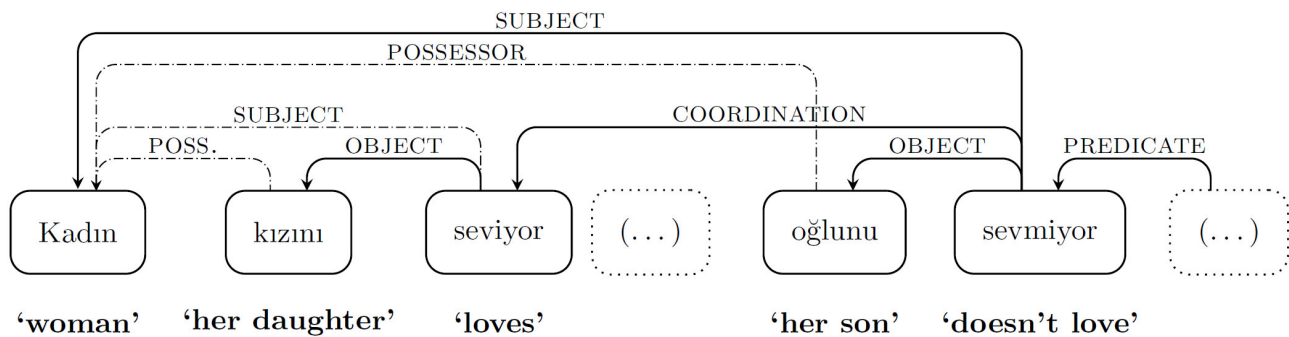 SUBJECT
POSSESSOR
SUBJECT COORDINATION
POSS. OBJECT OBJECT PREDICATE
Kadın kızını seviyor (...) oğlunu sevmiyor (...)
‘woman’ ‘her daughter’ ‘loves’ ‘her son’ ‘doesn't love’